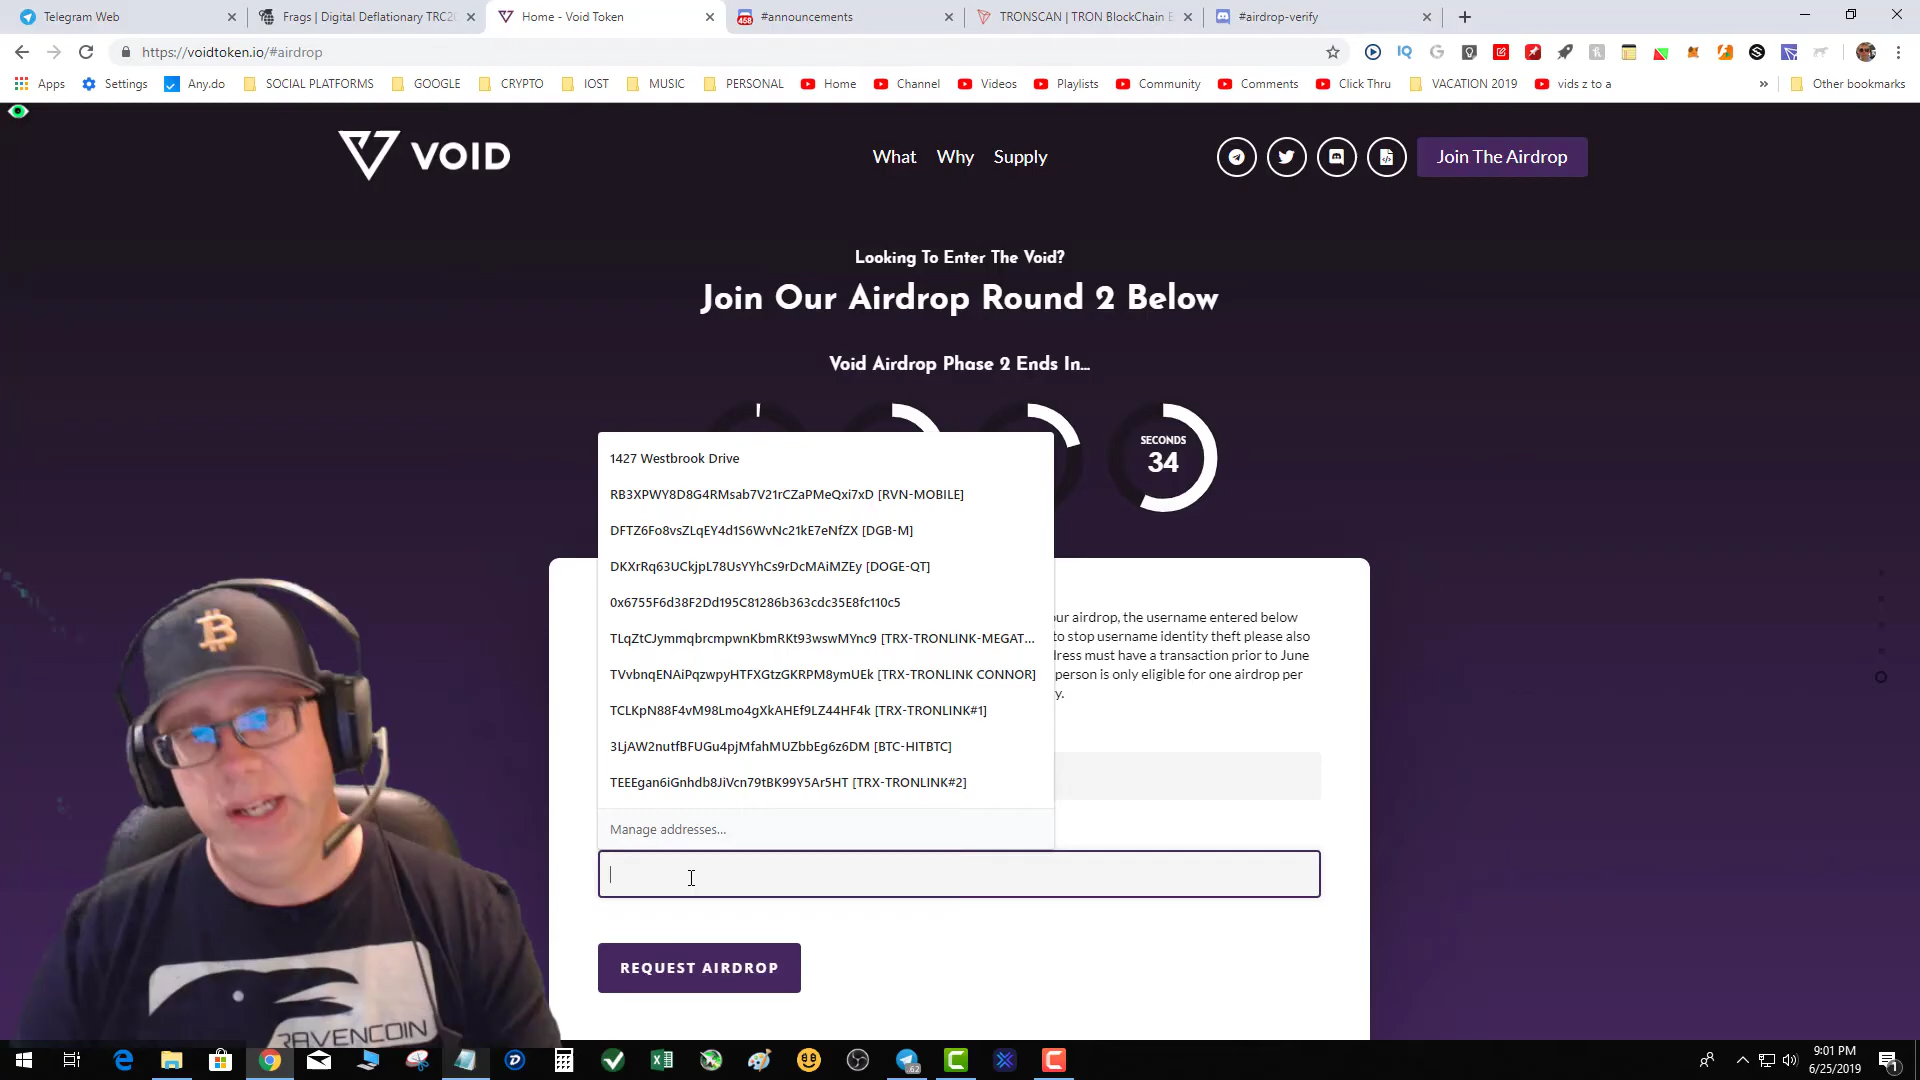 Telegram Web
Frags | Digital Deflationary TRC20
Home - Void Token
458 #announcements
TRONSCAN | TRON BlockChain E
#airdrop-verify
https://voidtoken.io/#airdrop
Apps Settings Any.do SOCIAL PLATFORMS GOOGLE CRYPTO IOST MUSIC PERSONAL Home Channel Videos Playlists Community Comments Click Thru VACATION 2019 vids z to a » Other bookmarks
VOID
What Why Supply
Join The Airdrop
Looking To Enter The Void?
Join Our Airdrop Round 2 Below
Void Airdrop Phase 2 Ends In...
SECONDS
34
1427 Westbrook Drive
RB3XPWY8D8G4RMsab7V21rCZaPMeQxi7xD [RVN-MOBILE]
DFTZ6Fo8vsZLqEY4d1S6WvNc21kE7eNfZX [DGB-M]
DKXrRq63UCkjpL78UsYYhCs9rDcMAiMZEy [DOGE-QT]
0x6755F6d38F2Dd195C81286b363cdc35E8fc110c5
TLqZtCJymmqbrcmpwnKbmRKt93wswMYnc9 [TRX-TRONLINK-MEGAT...
TVvbnqENAiPqzwpyHTFXGtzGKRPM8ymUEk [TRX-TRONLINK CONNOR]
TCLKpN88F4vM98Lmo4gXkAHEf9LZ44HF4k [TRX-TRONLINK#1]
3LjAW2nutfBFUGu4pjMfahMUZbbEg6z6DM [BTC-HITBTC]
TEEEgan6iGnhdb8JiVcn79tBK99Y5Ar5HT [TRX-TRONLINK#2]
Manage addresses...
our airdrop, the username entered below
to stop username identity theft please also
dress must have a transaction prior to June
person is only eligible for one airdrop per
y.
REQUEST AIRDROP
RAVENCOIN
62
9:01 PM
6/25/2019
1